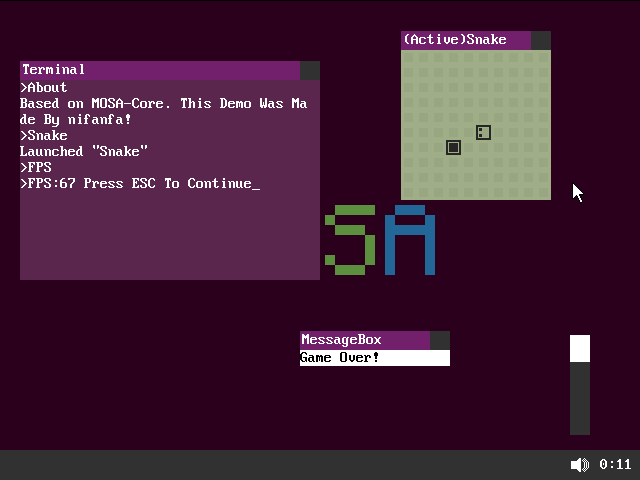 (Active)Snake
Terminal
>About
Based on MOSA-Core. This Demo Was Ma
de By nifanfa!
>Snake
Launched "Snake"
>FPS
>FPS:67 Press ESC To Continue_
SA
MessageBox
Game Over!
0:11